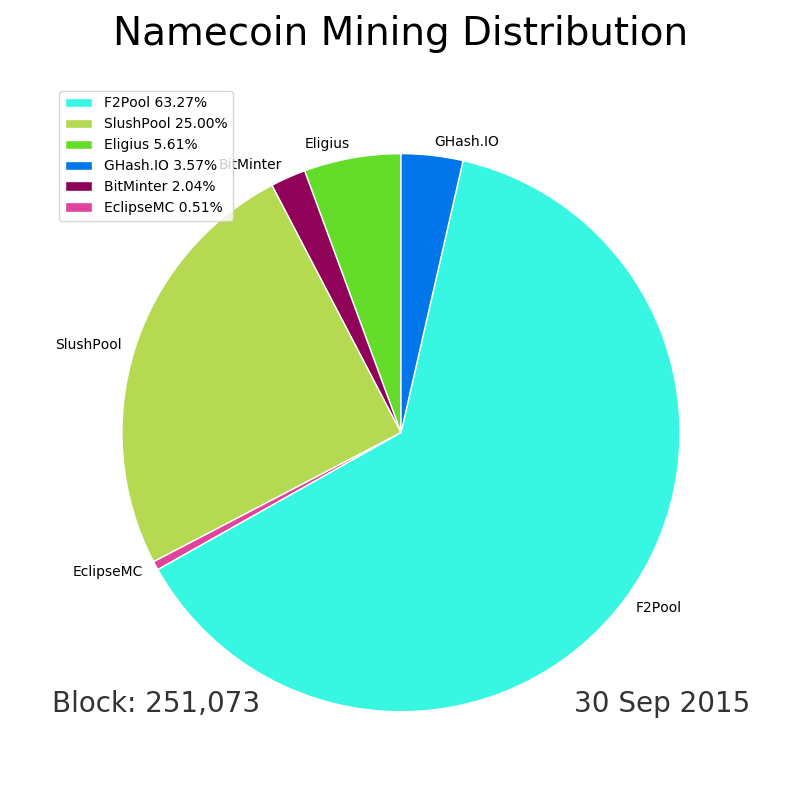 Namecoin Mining Distribution
F2Pool 63.27%
SlushPool 25.00%
Eligius 5.61%
GHash.IO 3.57%
BitMinter 2.04%
EclipseMC 0.51%
Eligius
GHash.IO
BitMinter
SlushPool
EclipseMC
F2Pool
Block: 251,073
30 Sep 2015